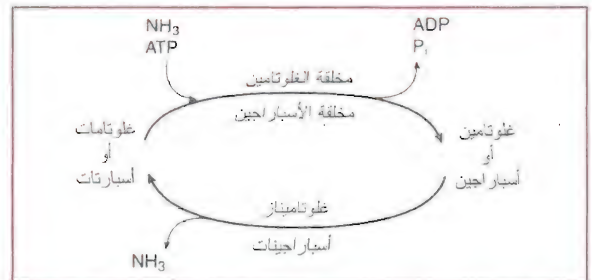 NH₃
ATP
ADP
Pᵢ
مخلقة الغلوتامين
مخلقة الأسباراجين
غلوتامات
أو
أسبارتات
غلوتامين
أو
أسباراجين
غلوتاميناز
أسباراجينات
NH₃